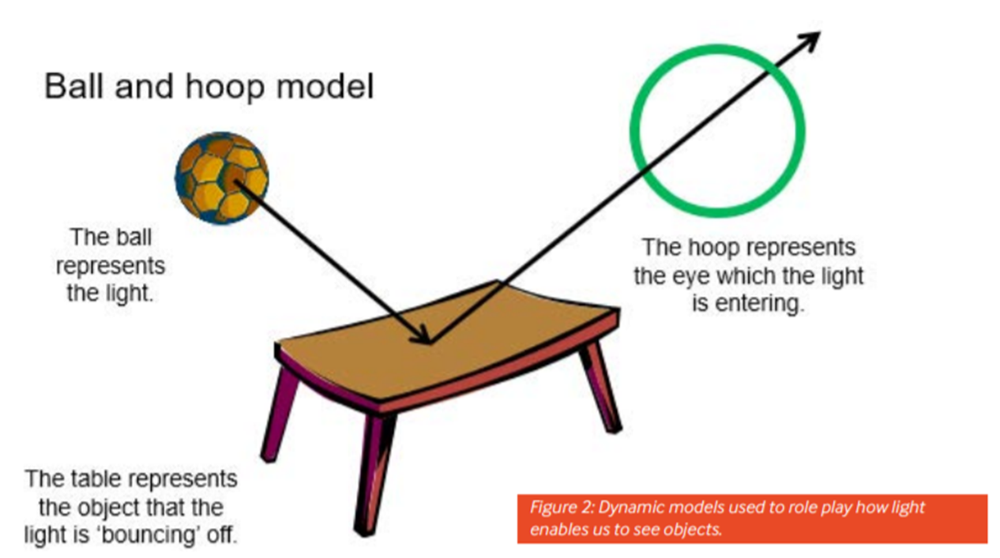 Ball and hoop model
The ball
represents
the light.
The hoop represents
the eye which the light
is entering.
The table represents
the object that the
light is ‘bouncing’ off.
Figure 2: Dynamic models used to role play how light
enables us to see objects.